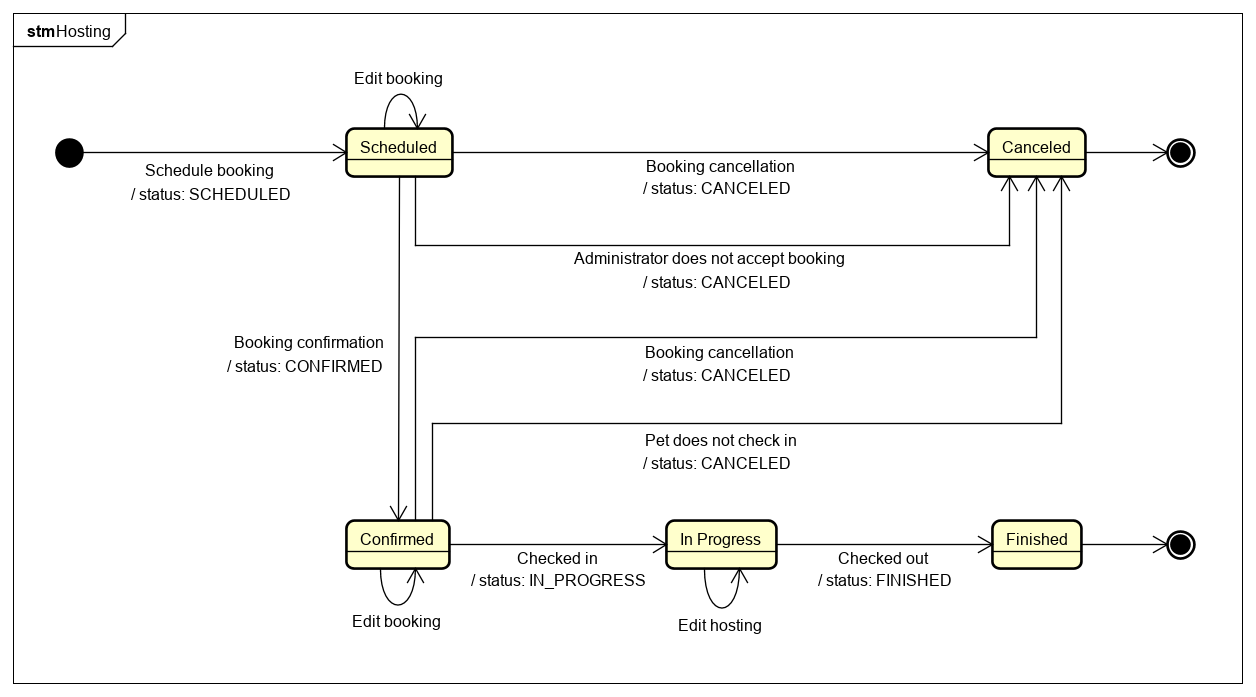 stm Hosting
Edit booking
Scheduled
Canceled
Schedule booking
/ status: SCHEDULED
Booking cancellation
/ status: CANCELED
Administrator does not accept booking
/ status: CANCELED
Booking confirmation
/ status: CONFIRMED
Booking cancellation
/ status: CANCELED
Pet does not check in
/ status: CANCELED
Confirmed
In Progress
Finished
Checked in
/ status: IN_PROGRESS
Checked out
/ status: FINISHED
Edit booking
Edit hosting